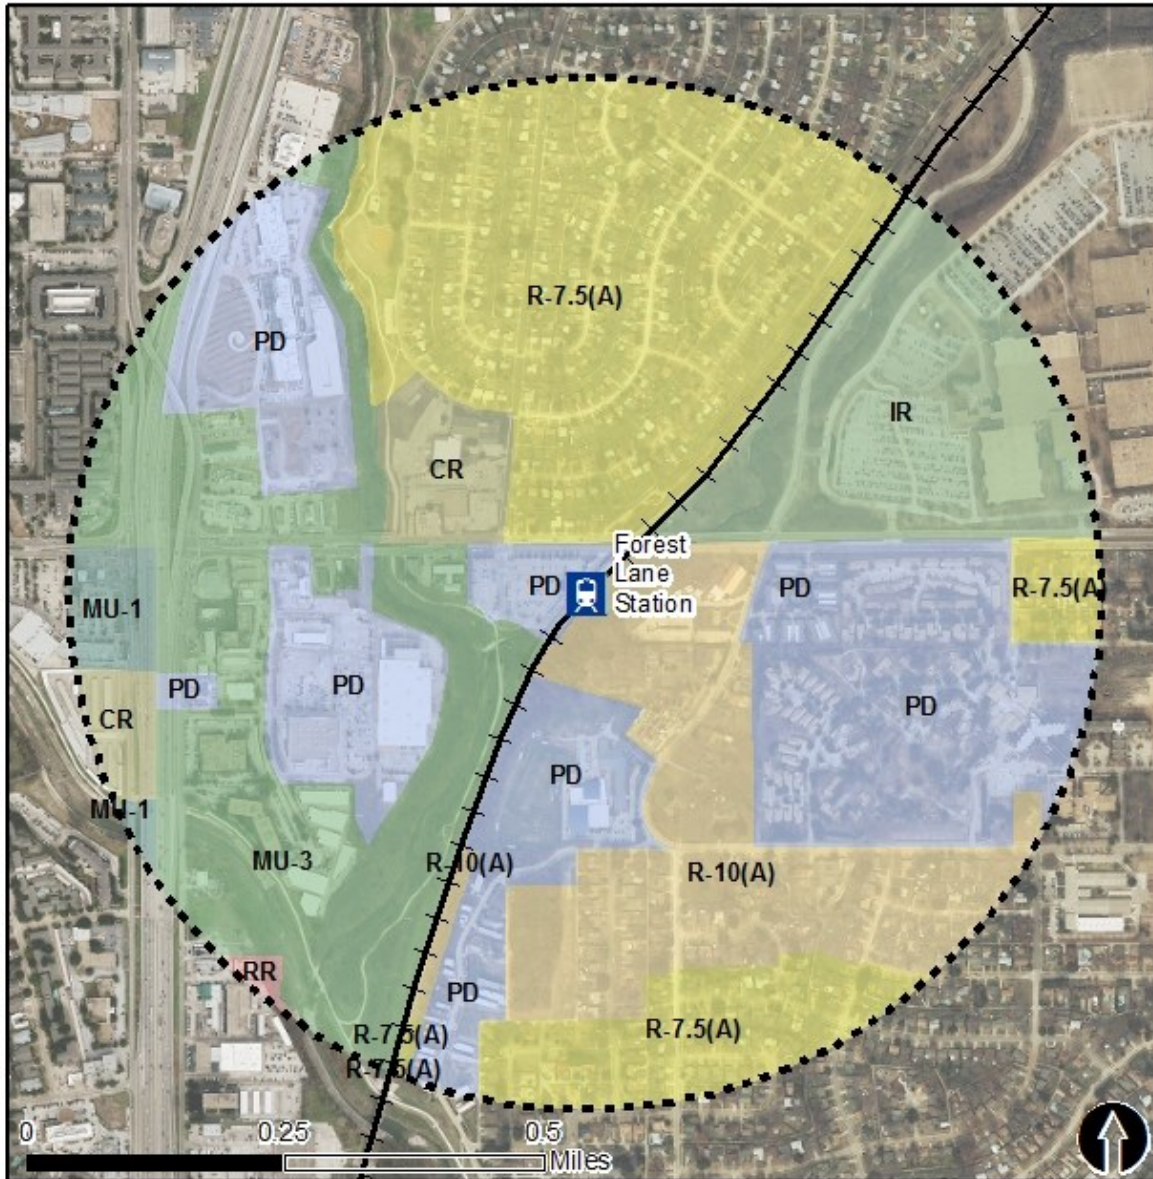 R-7.5(A)
PD
IR
CR
Forest
Lane
Station
PD
PD
R-7.5(A)
MU-1
PD
PD
CR
PD
PD
MU-1
MU-3
R-10(A)
R-10(A)
RR
PD
R-7.5(A)
R-7.5(A)
R-7.5(A)
0
0.25
0.5
Miles